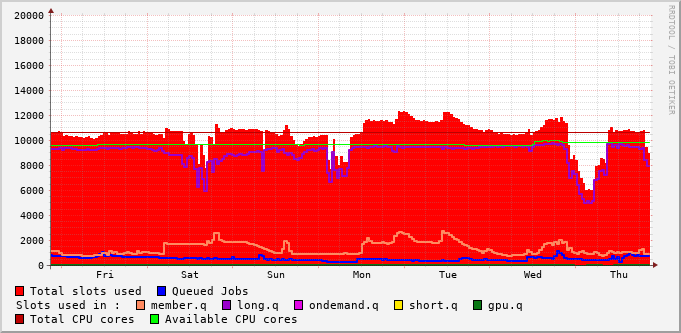 RRDTOOL / TOBI OETIKER
20000
18000
16000
14000
12000
10000
8000
6000
4000
2000
0
Fri Sat Sun Mon Tue Wed Thu
Total slots used Queued Jobs
Slots used in : member.q long.q ondemand.q short.q gpu.q
Total CPU cores Available CPU cores